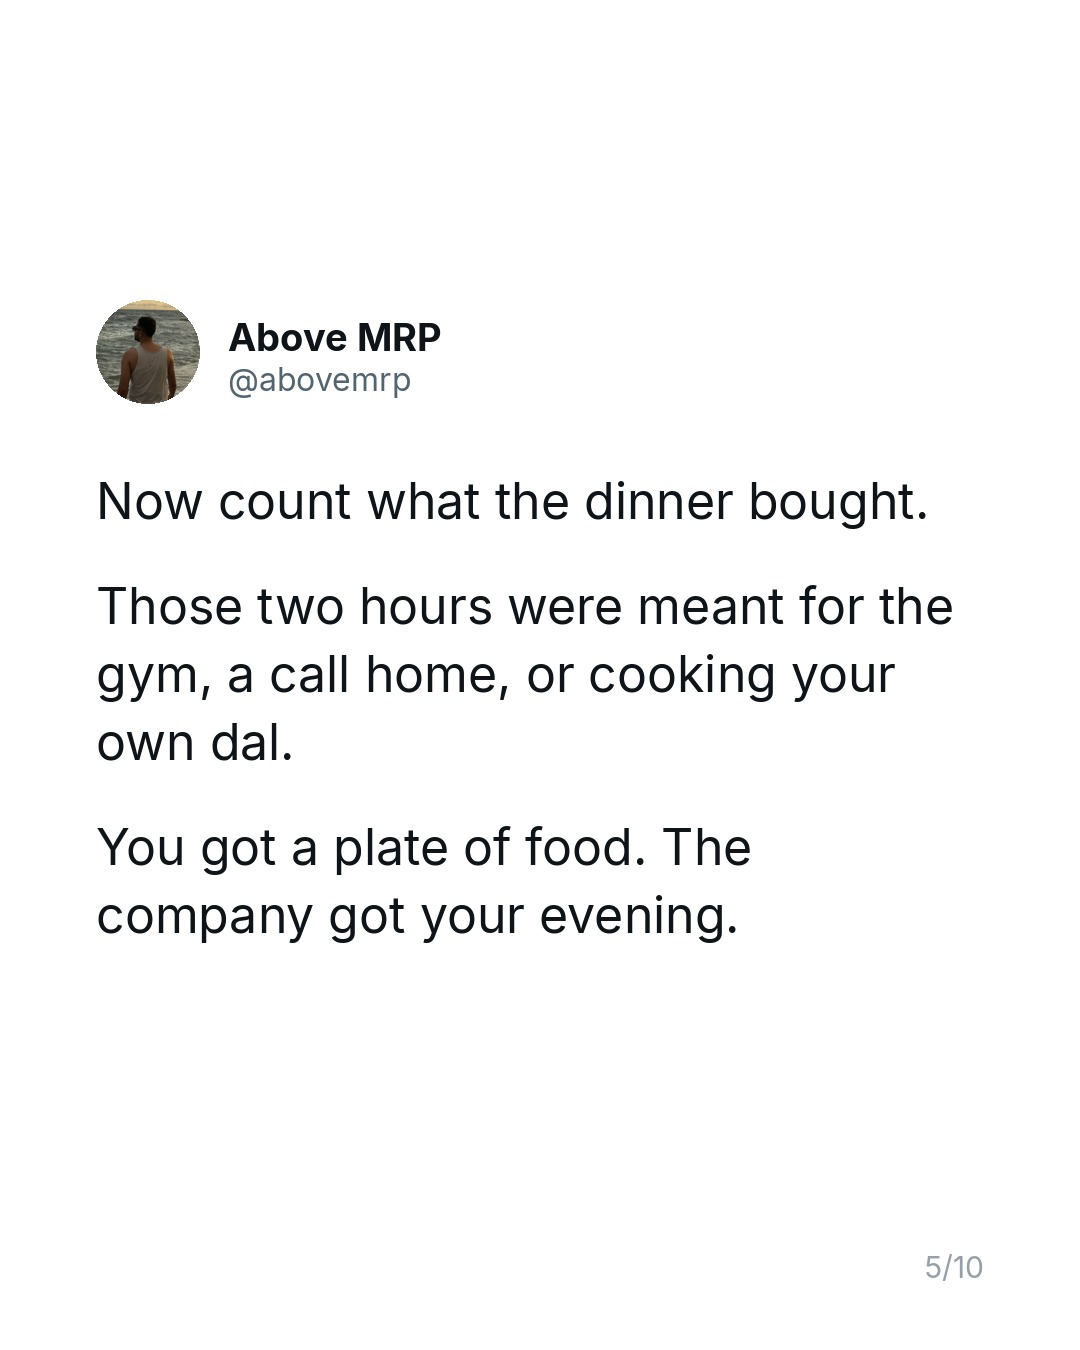 Above MRP
@abovemrp
Now count what the dinner bought.
Those two hours were meant for the
gym, a call home, or cooking your
own dal.
You got a plate of food. The
company got your evening.
5/10